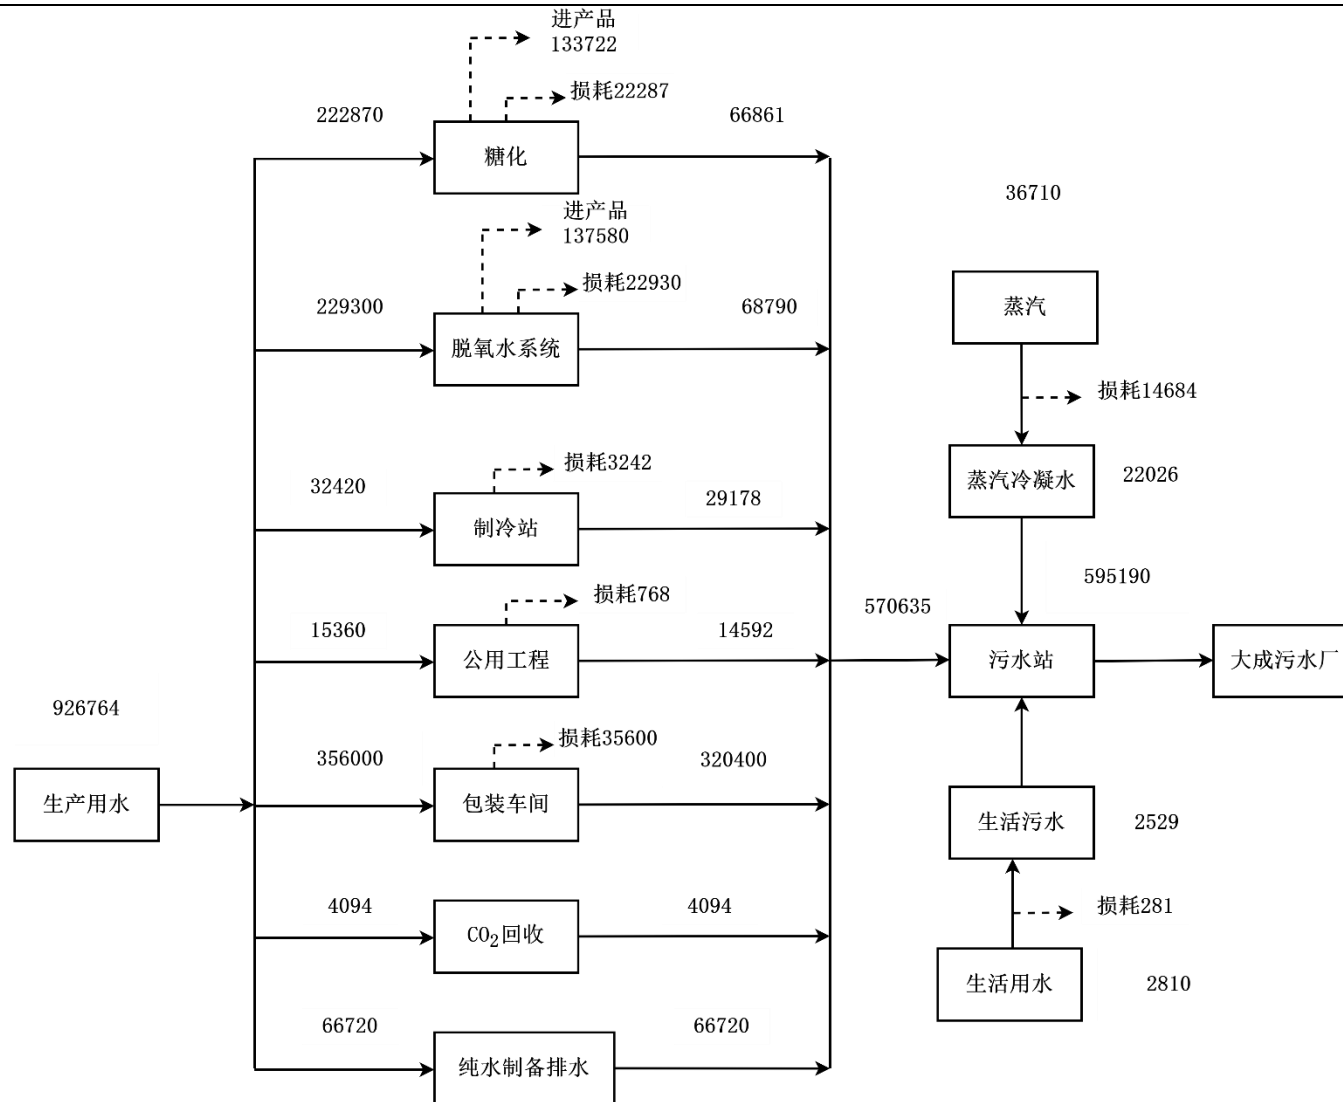 进产品
133722
损耗22287
222870
66861
糖化
36710
进产品
137580
损耗22930
229300
68790
蒸汽
脱氧水系统
损耗14684
损耗3242
32420
29178
蒸汽冷凝水
22026
制冷站
595190
损耗768
570635
15360
14592
公用工程
污水站
大成污水厂
926764
损耗35600
356000
320400
生产用水
包装车间
生活污水
2529
4094
4094
损耗281
CO₂回收
生活用水
2810
66720
66720
纯水制备排水